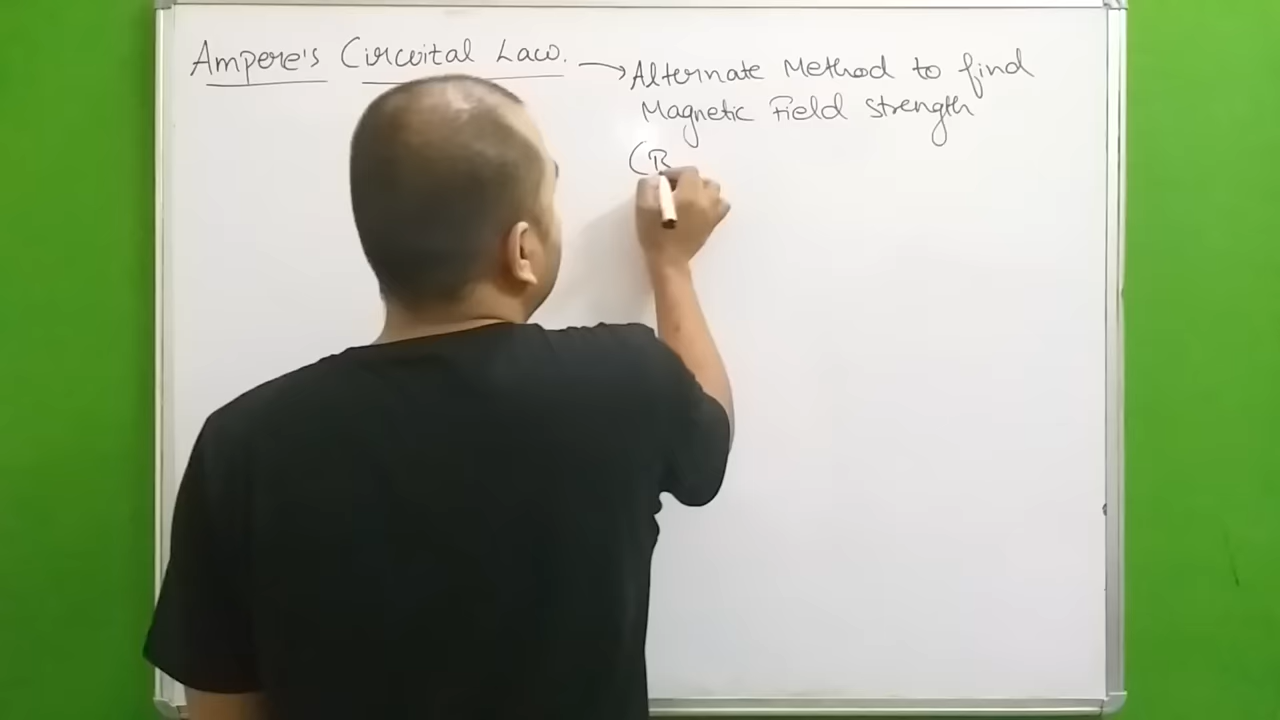 Ampere's Circuital Law. → Alternate Method to find
Magnetic Field strength
(B